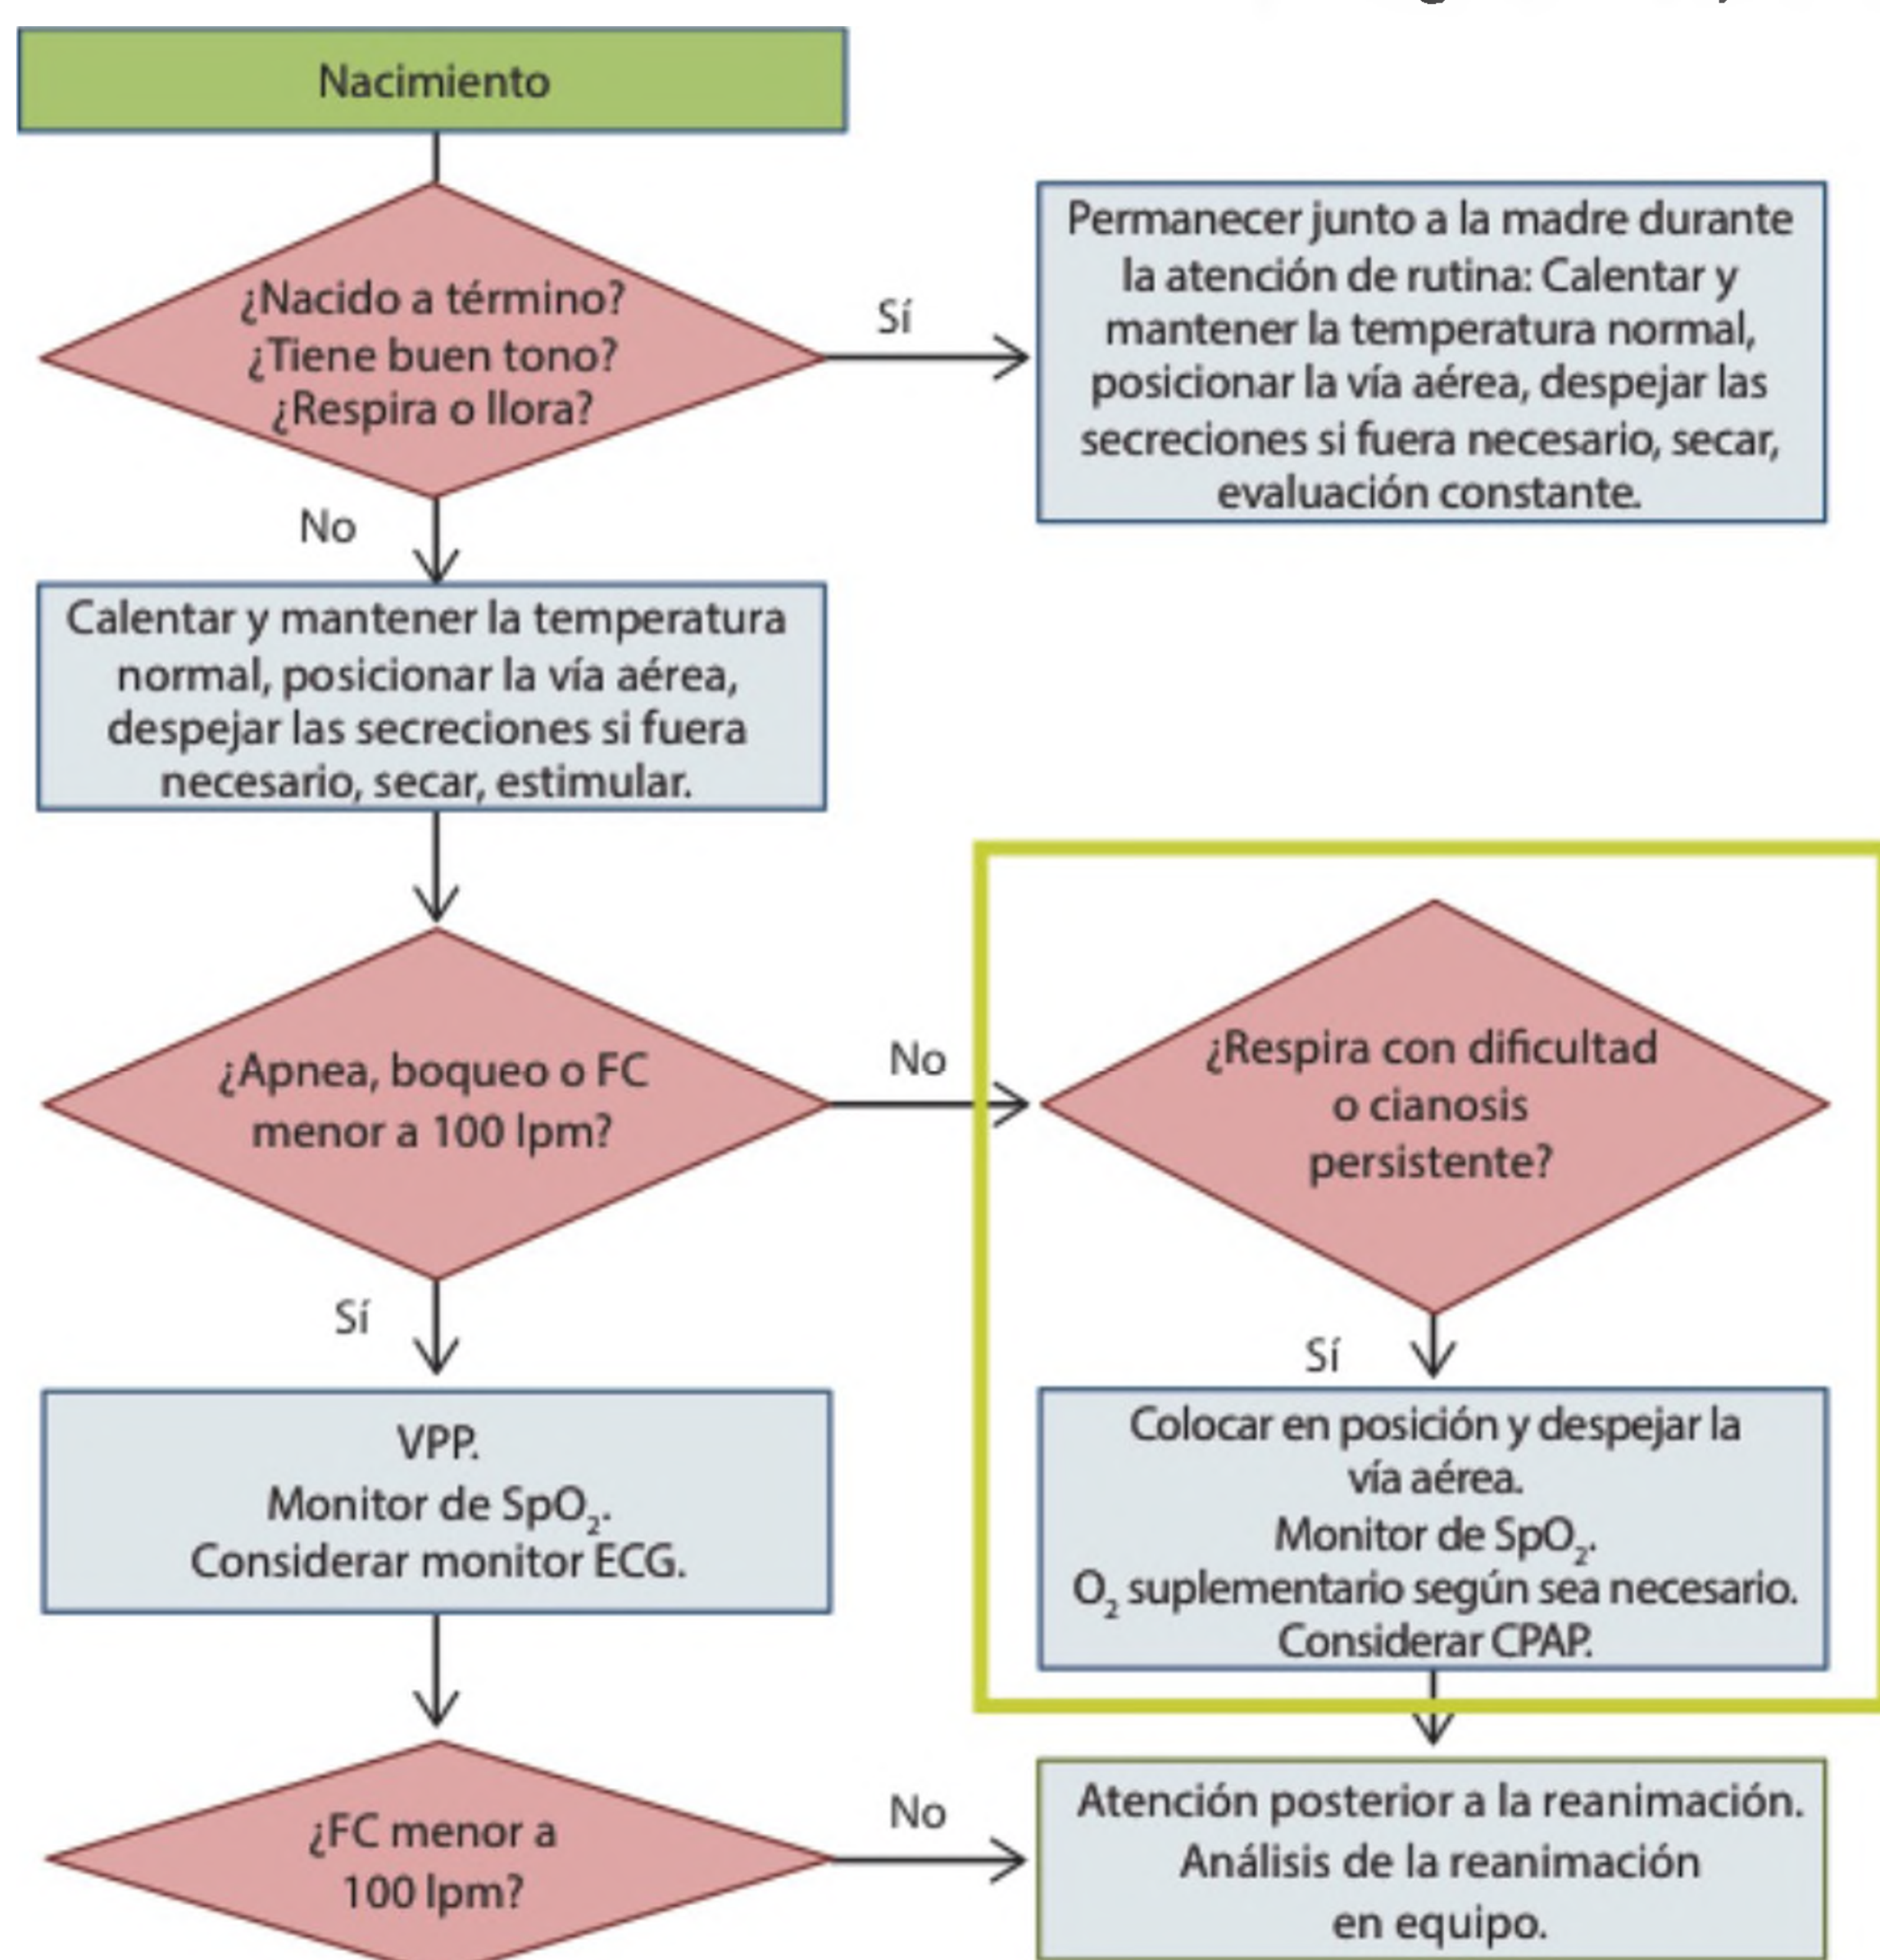 Nacimiento
¿Nacido a término?
¿Tiene buen tono?
¿Respira o llora?
Sí
Permanecer junto a la madre durante
la atención de rutina: Calentar y
mantener la temperatura normal,
posicionar la vía aérea, despejar las
secreciones si fuera necesario, secar,
evaluación constante.
No
Calentar y mantener la temperatura
normal, posicionar la vía aérea,
despejar las secreciones si fuera
necesario, secar, estimular.
¿Apnea, boqueo o FC
menor a 100 lpm?
No
¿Respira con dificultad
o cianosis
persistente?
Sí
VPP.
Monitor de SpO₂.
Considerar monitor ECG.
Sí
Colocar en posición y despejar la
vía aérea.
Monitor de SpO₂.
O₂ suplementario según sea necesario.
Considerar CPAP.
¿FC menor a
100 lpm?
No
Atención posterior a la reanimación.
Análisis de la reanimación
en equipo.